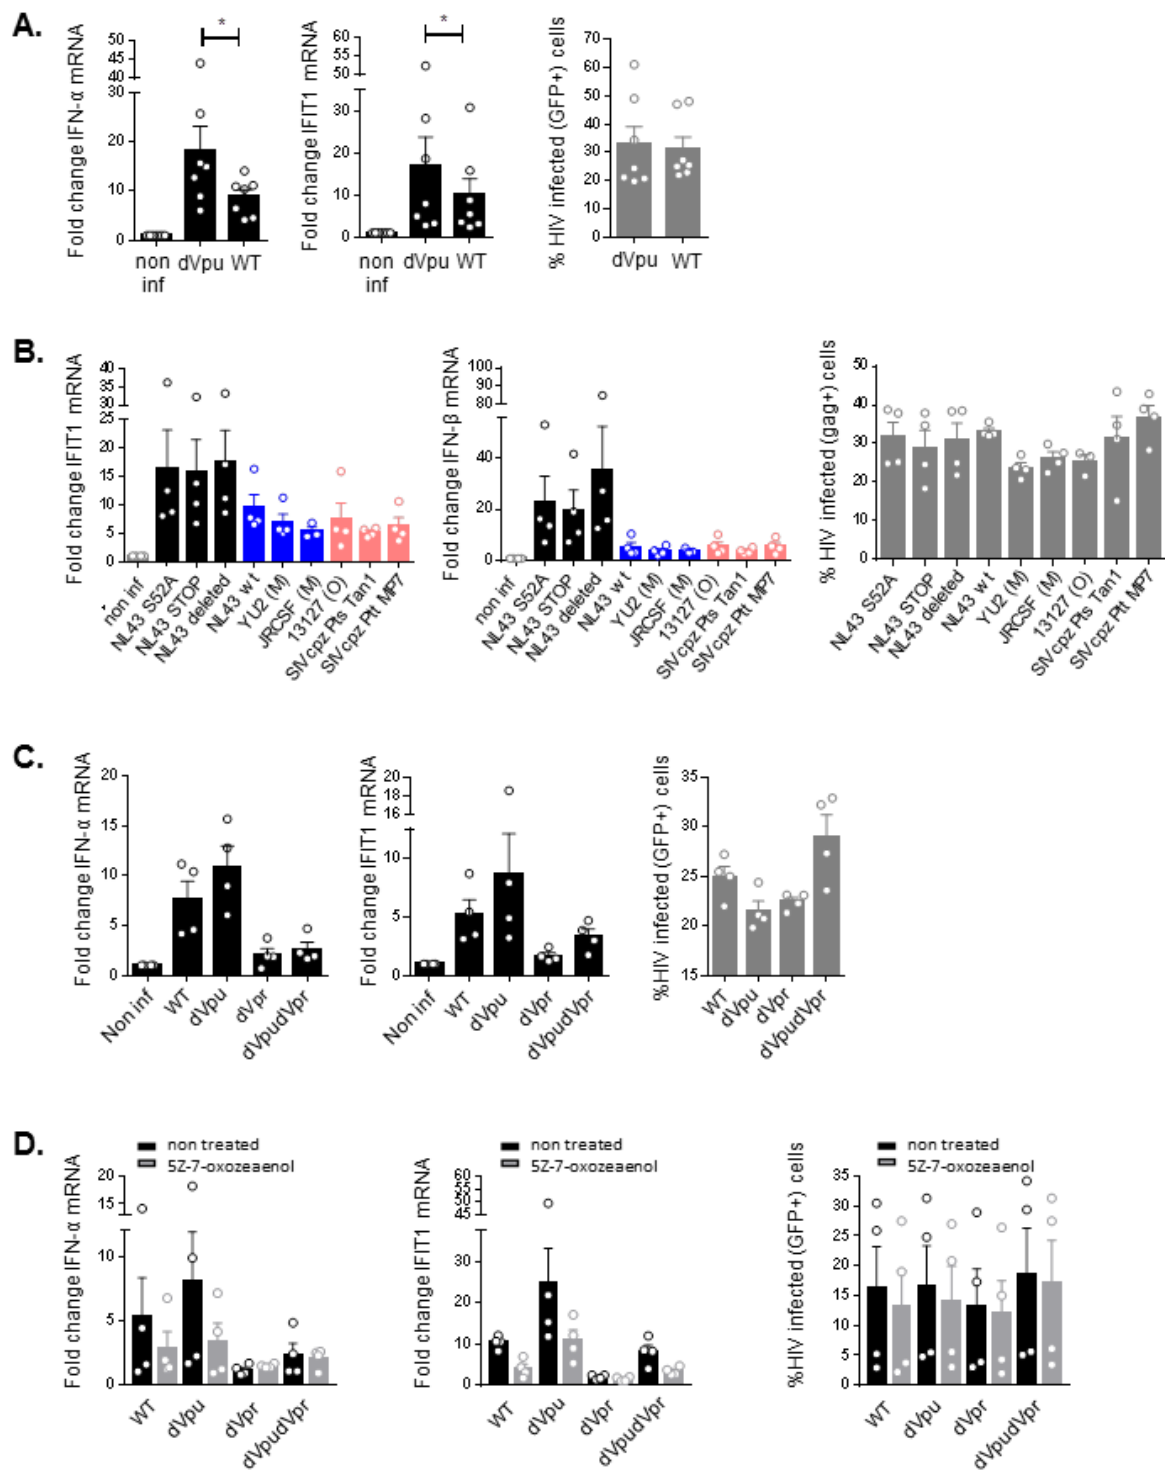 A.
Fold change IFN-α mRNA
50
45
40
30
20
10
0
*
non inf
dVpu
WT
Fold change IFIT1 mRNA
60
55
50
30
20
10
0
*
non inf
dVpu
WT
% HIV infected (GFP+) cells
70
60
50
40
30
20
10
0
dVpu
WT
B.
Fold change IFIT1 mRNA
40
35
30
25
20
15
10
5
0
non inf
NL43 S52A
NL43 STOP
NL43 deleted
NL43 wt
YU2 (M)
JRCSF (M)
13127 (O)
SIVcpz Pts Tan1
SIVcpz Ptt MP7
Fold change IFN-β mRNA
100
90
80
40
20
0
non inf
NL43 S52A
NL43 STOP
NL43 deleted
NL43 wt
YU2 (M)
JRCSF (M)
13127 (O)
SIVcpz Pts Tan1
SIVcpz Ptt MP7
% HIV infected (gag+) cells
50
40
30
20
10
0
NL43 S52A
NL43 STOP
NL43 deleted
NL43 wt
YU2 (M)
JRCSF (M)
13127 (O)
SIVcpz Pts Tan1
SIVcpz Ptt MP7
C.
Fold change IFN-α mRNA
20
15
10
5
0
Non inf
WT
dVpu
dVpr
dVpudVpr
Fold change IFIT1 mRNA
20
18
16
10
5
0
Non inf
WT
dVpu
dVpr
dVpudVpr
%HIV infected (GFP+) cells
35
30
25
20
15
WT
dVpu
dVpr
dVpudVpr
D.
non treated
5Z-7-oxozeaenol
Fold change IFN-α mRNA
20
15
10
5
0
WT
dVpu
dVpr
dVpudVpr
non treated
5Z-7-oxozeaenol
Fold change IFIT1 mRNA
60
55
50
45
30
20
10
0
WT
dVpu
dVpr
dVpudVpr
non treated
5Z-7-oxozeaenol
%HIV infected (GFP+) cells
35
30
25
20
15
10
5
0
WT
dVpu
dVpr
dVpudVpr